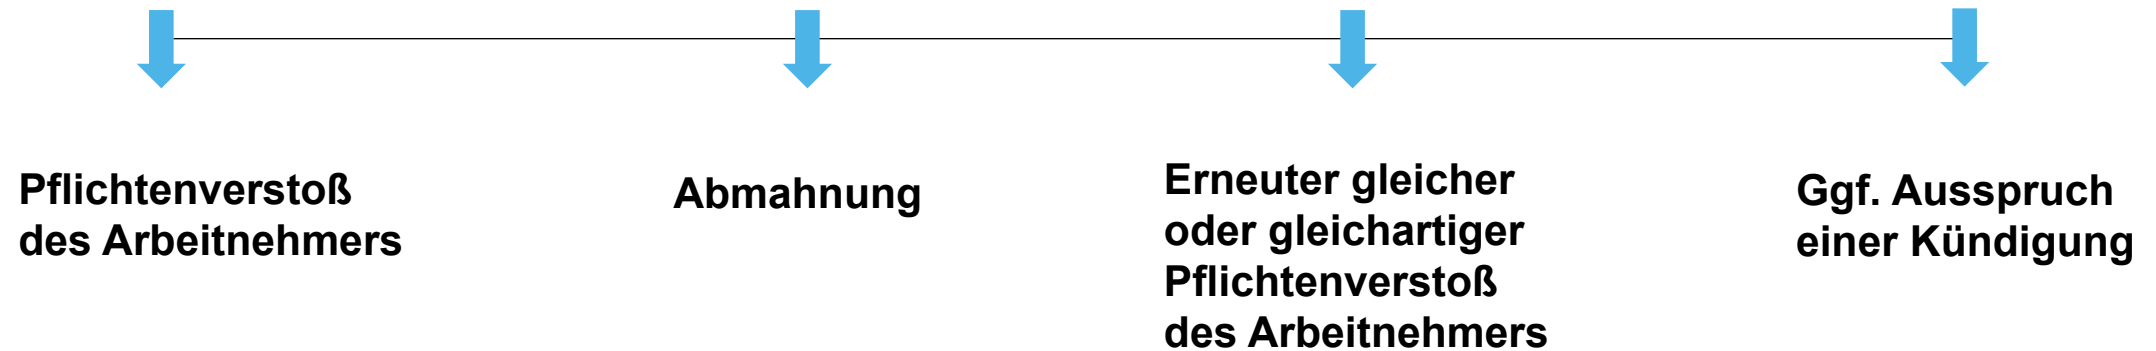 Pflichtenverstoß
des Arbeitnehmers
Abmahnung
Erneuter gleicher
oder gleichartiger
Pflichtenverstoß
des Arbeitnehmers
Ggf. Ausspruch
einer Kündigung